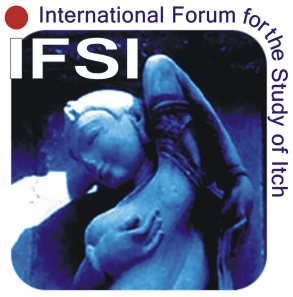 International Forum for the Study of Itch
IFSI